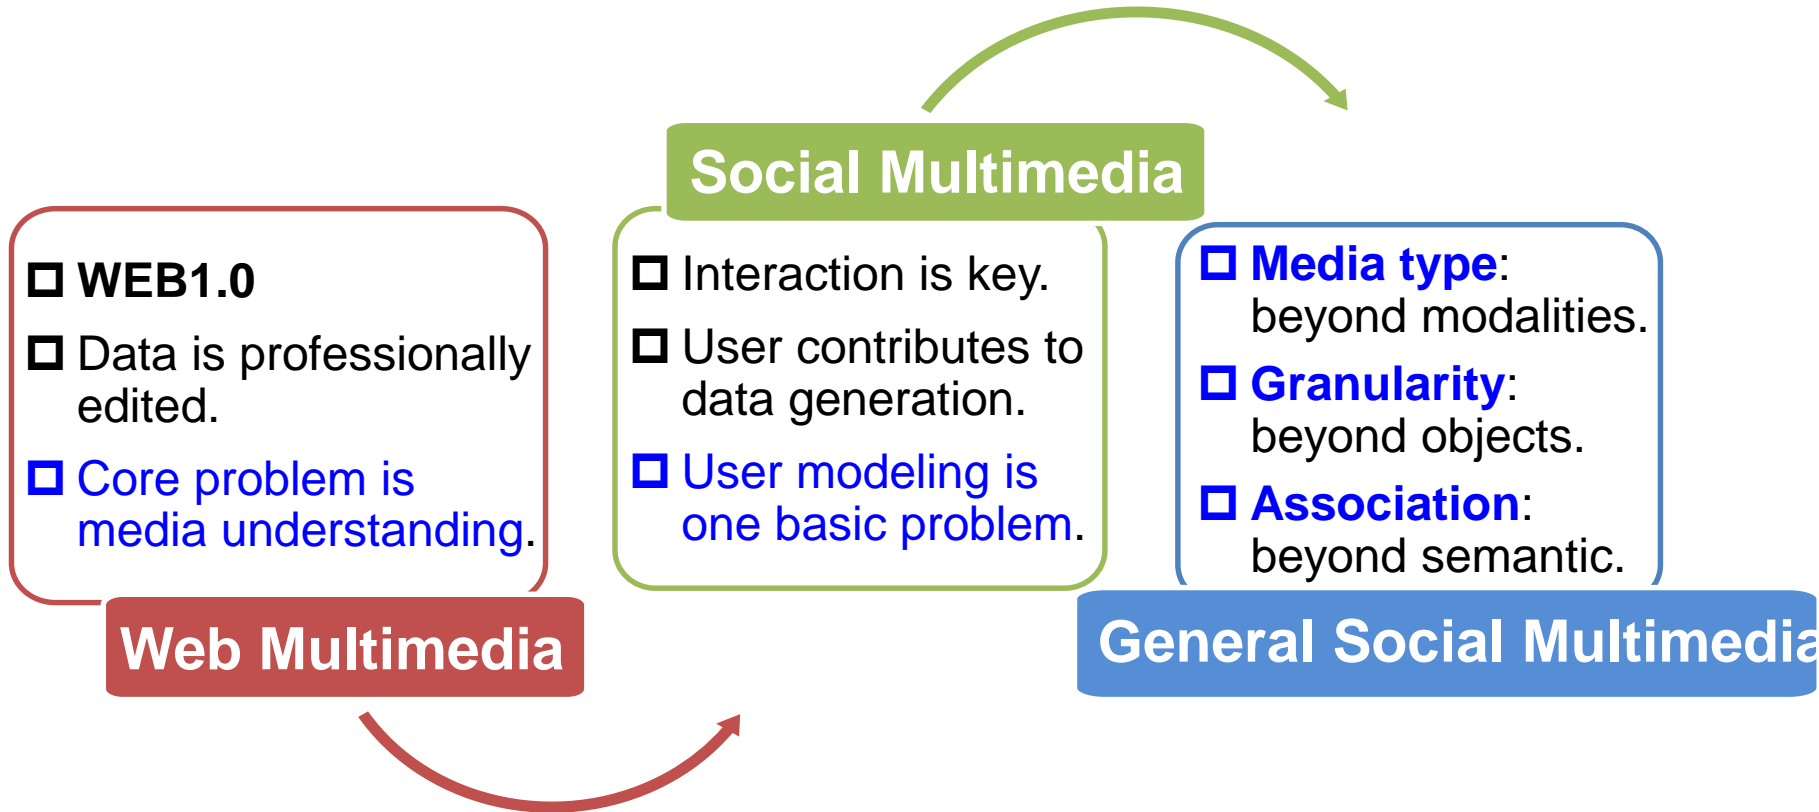 Social Multimedia
WEB1.0
Data is professionally
edited.
Core problem is
media understanding.
Web Multimedia
Interaction is key.
User contributes to
data generation.
User modeling is
one basic problem.
Media type:
beyond modalities.
Granularity:
beyond objects.
Association:
beyond semantic.
General Social Multimedia